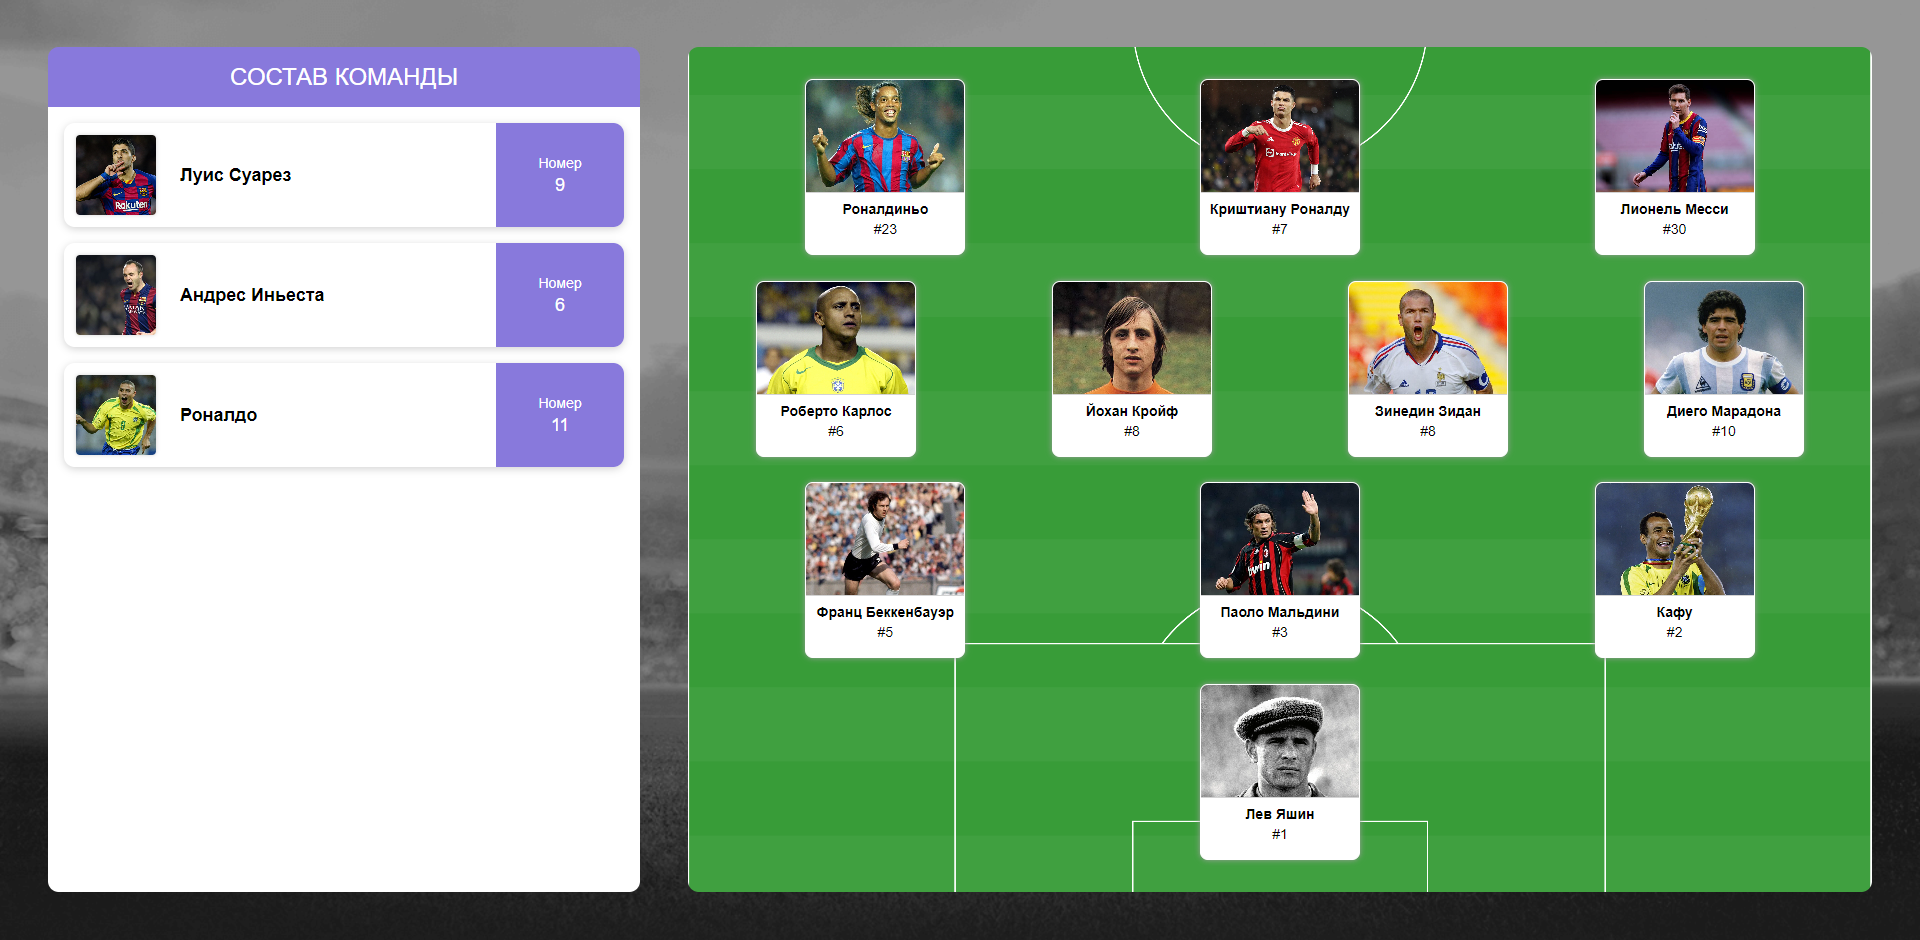 СОСТАВ КОМАНДЫ
Луис Суарез
Номер
9
Rakuten
Андрес Иньеста
Номер
6
Роналдо
Номер
11
Роналдиньо
#23
Криштиану Роналду
#7
Лионель Месси
#30
Роберто Карлос
#6
Йохан Кройф
#8
Зинедин Зидан
#8
Диего Марадона
#10
Франц Беккенбауэр
#5
bwin
Паоло Мальдини
#3
Кафу
#2
Лев Яшин
#1